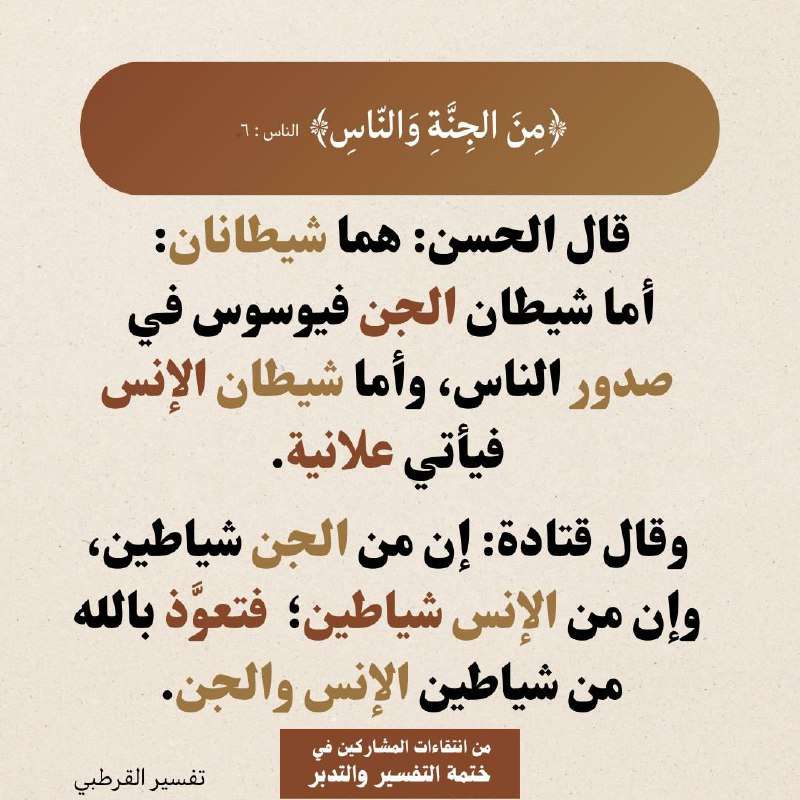 ﴿مِنَ الجِنَّةِ وَالنّاسِ﴾ الناس : ٦
قال الحسن: هما شيطانان:
أما شيطان الجن فيوسوس في
صدور الناس، وأما شيطان الإنس
فيأتي علانية.
وقال قتادة: إن من الجن شياطين،
وإن من الإنس شياطين؛ فتعوَّذ بالله
من شياطين الإنس والجن.
من انتقاءات المشاركين في
ختمة التفسير والتدبر
تفسير القرطبي